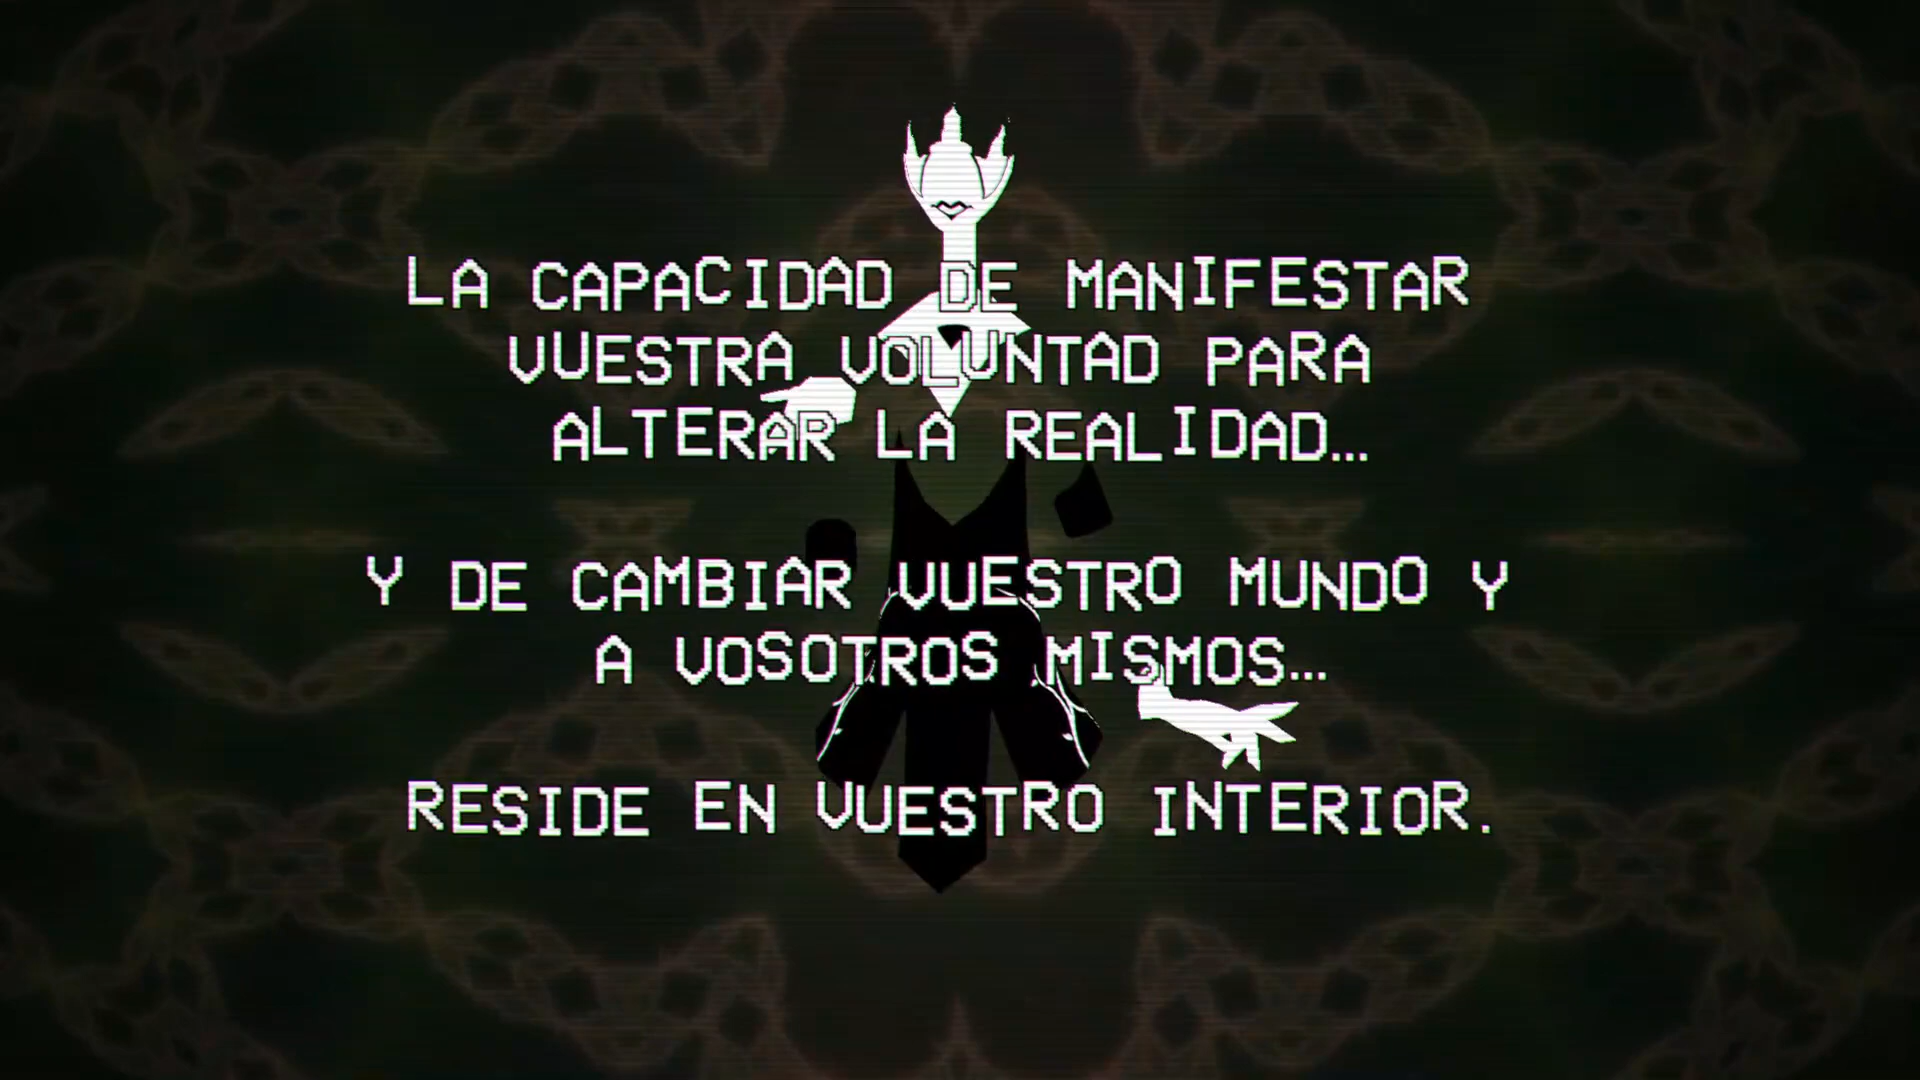 LA CAPACIDAD DE MANIFESTAR
VUESTRA VOLUNTAD PARA
ALTERAR LA REALIDAD...
Y DE CAMBIAR VUESTRO MUNDO Y
A VOSOTROS MISMOS...
RESIDE EN VUESTRO INTERIOR.